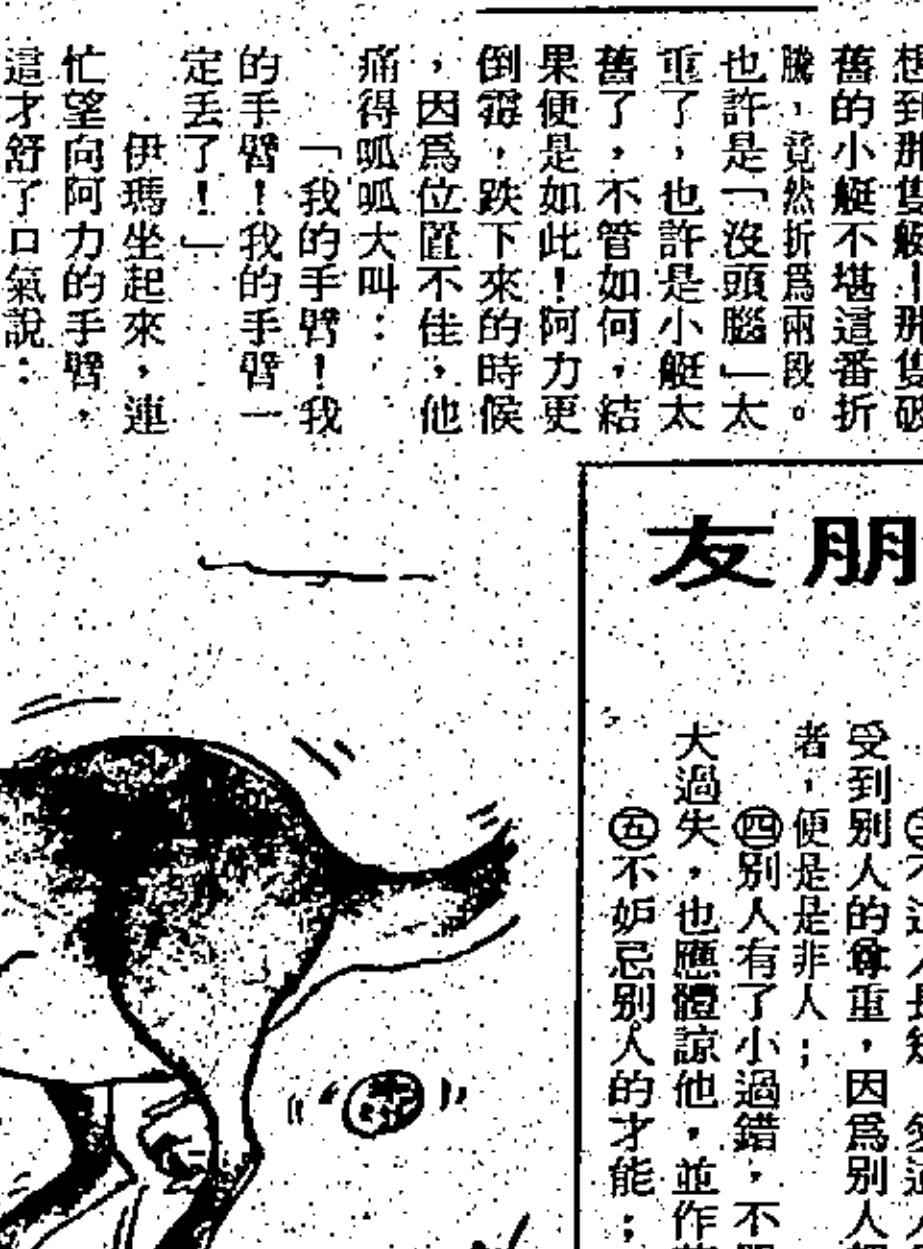 想到那隻艇！那隻破
舊的小艇不堪這番折
騰，竟然折爲兩段。
也許是「沒頭腦」太
重了，也許是小艇太
舊了，不管如何，結
果便是如此！阿力更
倒霉，跌下來的時候
，因爲位置不佳，他
痛得呱呱大叫：
「我的手臂！我
的手臂！我的手臂一
定丟了！」
伊瑪坐起來，連
忙望向阿力的手臂，
這才舒了口氣說：
友朋
受到別人的尊重，因爲別人
者，便是是非人；
㊃別人有了小過錯，不
大過失，也應體諒他，並作
㊄不妒忌別人的才能；